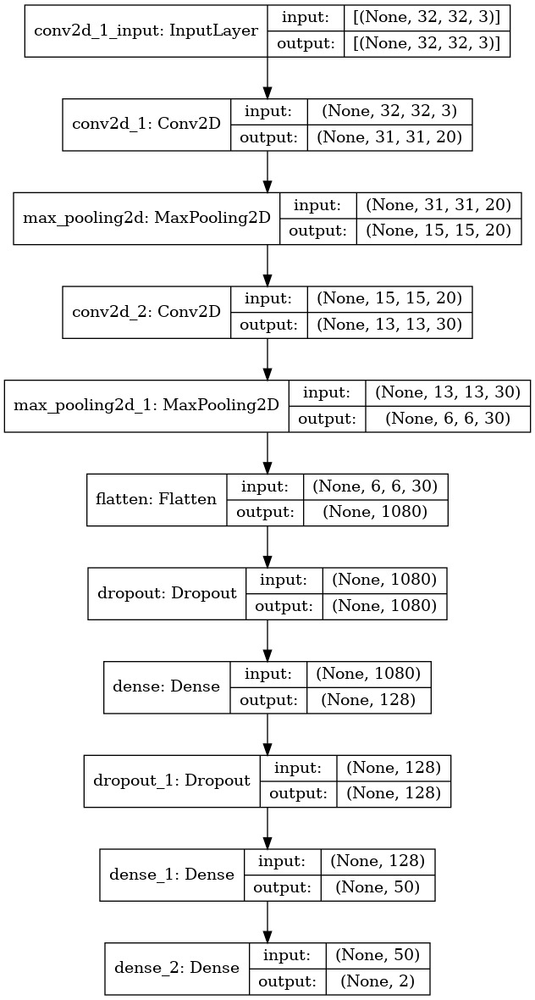 conv2d_1_input: InputLayer
input:
[(None, 32, 32, 3)]
output:
[(None, 32, 32, 3)]
conv2d_1: Conv2D
input:
(None, 32, 32, 3)
output:
(None, 31, 31, 20)
max_pooling2d: MaxPooling2D
input:
(None, 31, 31, 20)
output:
(None, 15, 15, 20)
conv2d_2: Conv2D
input:
(None, 15, 15, 20)
output:
(None, 13, 13, 30)
max_pooling2d_1: MaxPooling2D
input:
(None, 13, 13, 30)
output:
(None, 6, 6, 30)
flatten: Flatten
input:
(None, 6, 6, 30)
output:
(None, 1080)
dropout: Dropout
input:
(None, 1080)
output:
(None, 1080)
dense: Dense
input:
(None, 1080)
output:
(None, 128)
dropout_1: Dropout
input:
(None, 128)
output:
(None, 128)
dense_1: Dense
input:
(None, 128)
output:
(None, 50)
dense_2: Dense
input:
(None, 50)
output:
(None, 2)